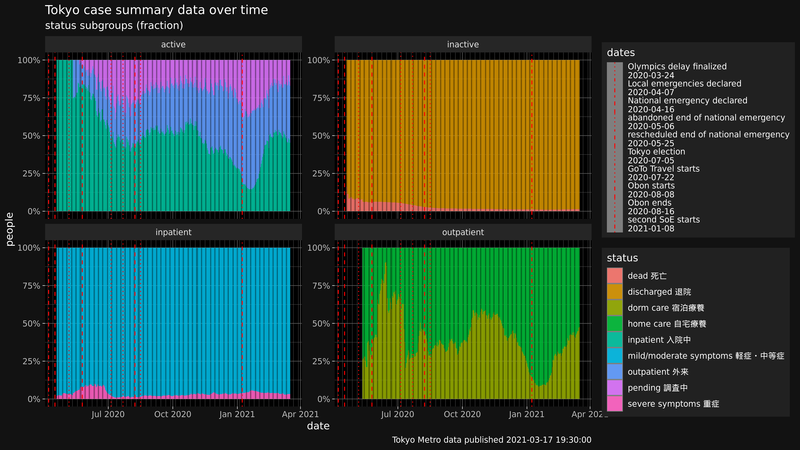 Tokyo case summary data over time
status subgroups (fraction)
active
inactive
100%
75%
50%
25%
0%
100%
75%
50%
25%
0%
inpatient
outpatient
100%
75%
50%
25%
0%
100%
75%
50%
25%
0%
people
Jul 2020
Oct 2020
Jan 2021
Apr 2021
Jul 2020
Oct 2020
Jan 2021
Apr 2021
date
dates
Olympics delay finalized
2020-03-24
Local emergencies declared
2020-04-07
National emergency declared
2020-04-16
abandoned end of national emergency
2020-05-06
rescheduled end of national emergency
2020-05-25
Tokyo election
2020-07-05
GoTo Travel starts
2020-07-22
Obon starts
2020-08-08
Obon ends
2020-08-16
second SoE starts
2021-01-08
status
dead 死亡
discharged 退院
dorm care 宿泊療養
home care 自宅療養
inpatient 入院中
mild/moderate symptoms 軽症・中等症
outpatient 外来
pending 調査中
severe symptoms 重症
Tokyo Metro data published 2021-03-17 19:30:00